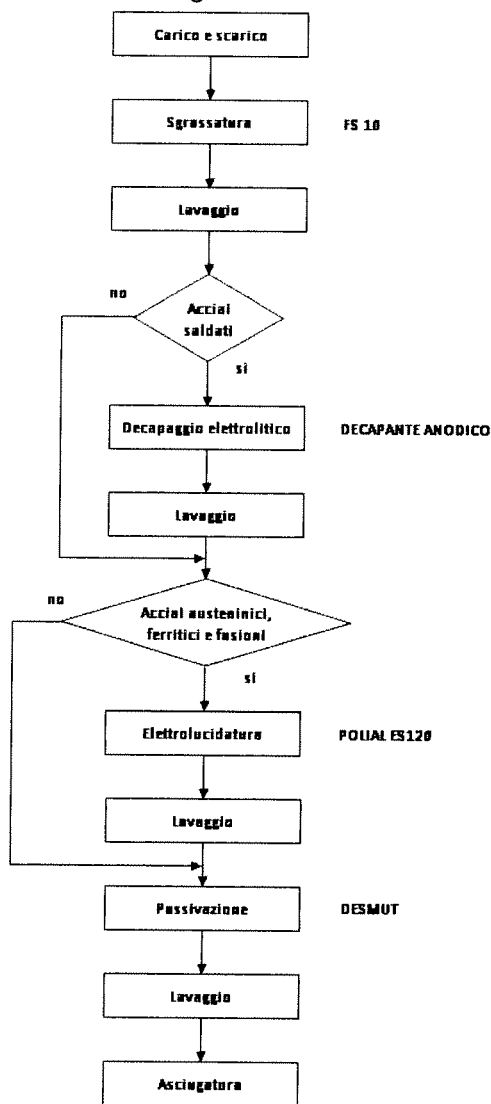 Carico e scarico
Sgrassatura
FS 10
Lavaggio
no
Acciai
saldati
si
Decapaggio elettrolitico
DECAPANTE ANODICO
Lavaggio
no
Acciai austeninici,
ferritici e fusioni
si
Elettrolucidatura
POLIAL ES120
Lavaggio
Passivazione
DESMUT
Lavaggio
Asciugatura